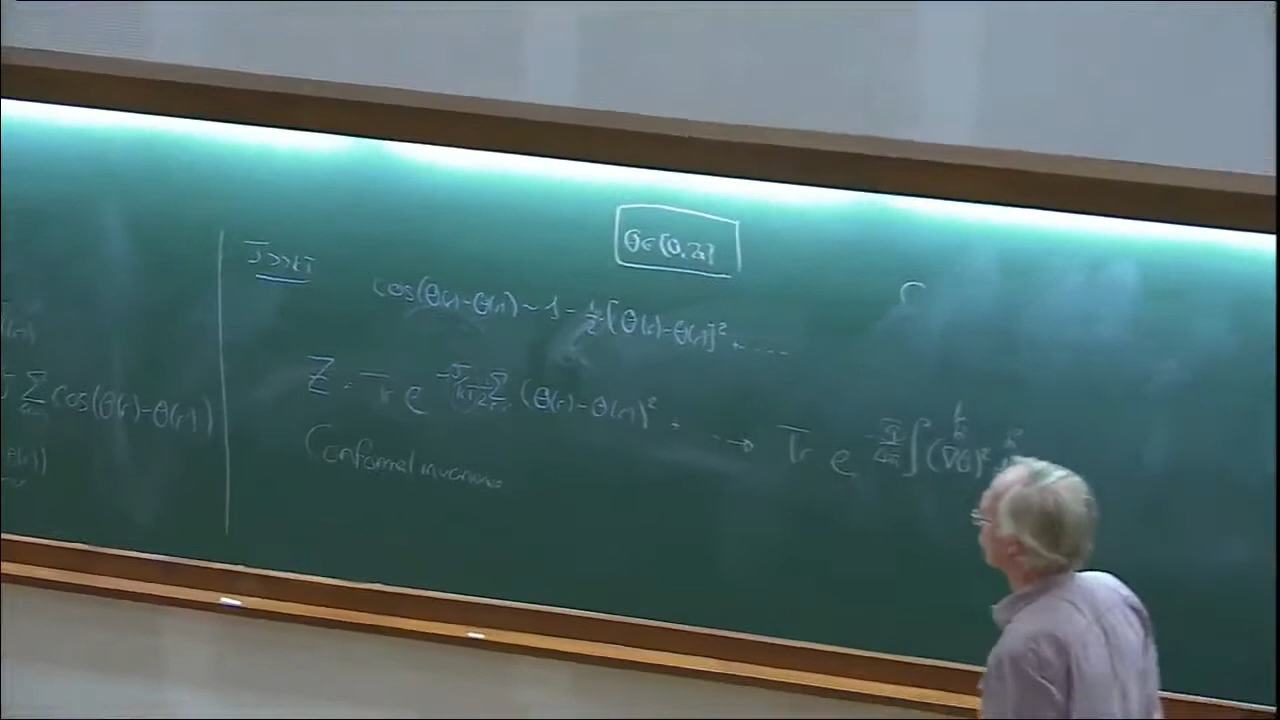 J Σ cos(θ(r)-θ(r'))
J>>kT
θ∈[0,2π]
cos(θ(r)-θ(r')) ~ 1 - 1/2 [θ(r)-θ(r')]² + ....
Z = Tr e^{-J/kT 1/2 Σ (θ(r)-θ(r'))²} + ... → Tr e^{-g/4π ∫ (∇θ)²
Conformal invariance